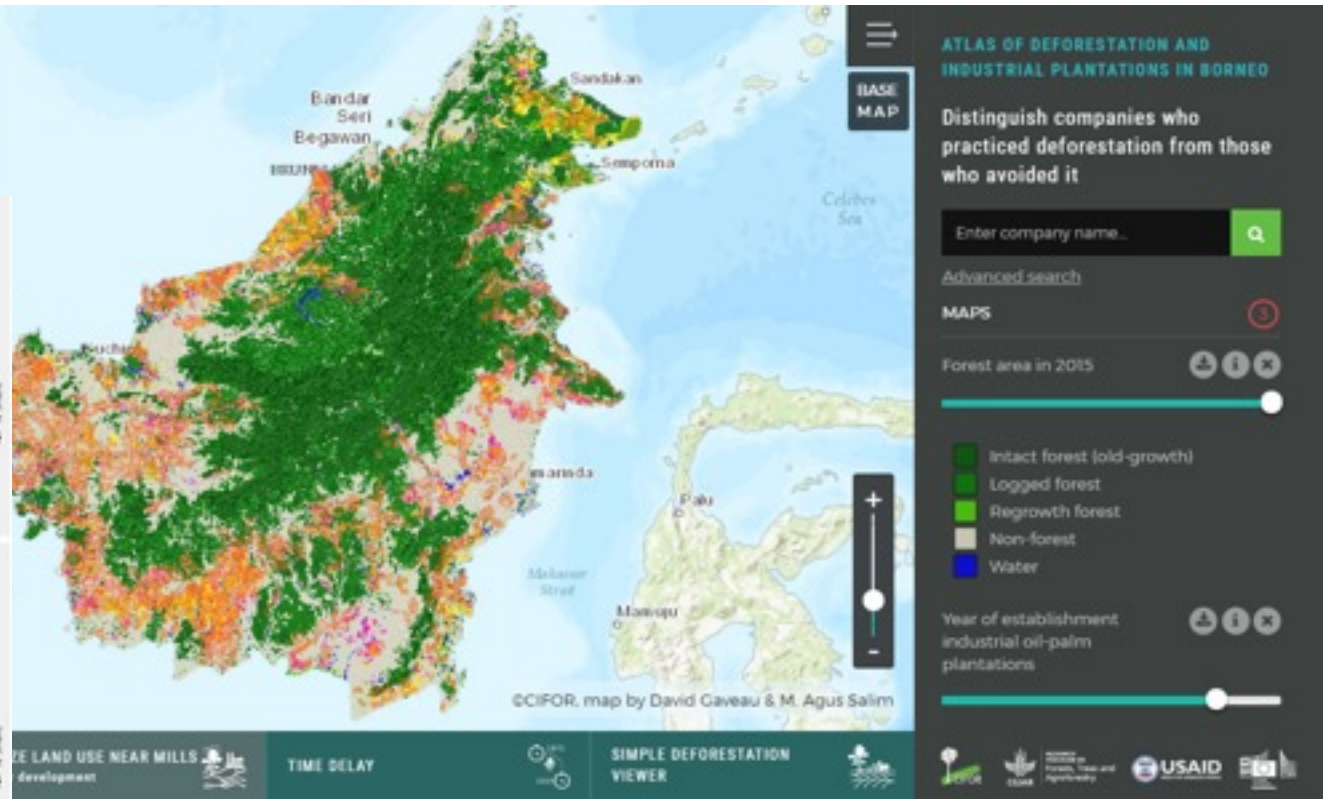 Sandakan
Bandar
Seri
Begawan
Semporna
Celebes
Sea
Palu
Makassar
Strait
Mamuju
©CIFOR, map by David Gaveau & M. Agus Salim
BASE
MAP
ATLAS OF DEFORESTATION AND
INDUSTRIAL PLANTATIONS IN BORNEO
Distinguish companies who
practiced deforestation from those
who avoided it
Enter company name...
Advanced search
MAPS
3
Forest area in 2015
Intact forest (old-growth)
Logged forest
Regrowth forest
Non-forest
Water
Year of establishment
industrial oil-palm
plantations
ZE LAND USE NEAR MILLS
development
TIME DELAY
SIMPLE DEFORESTATION
VIEWER
CIFOR
USAID